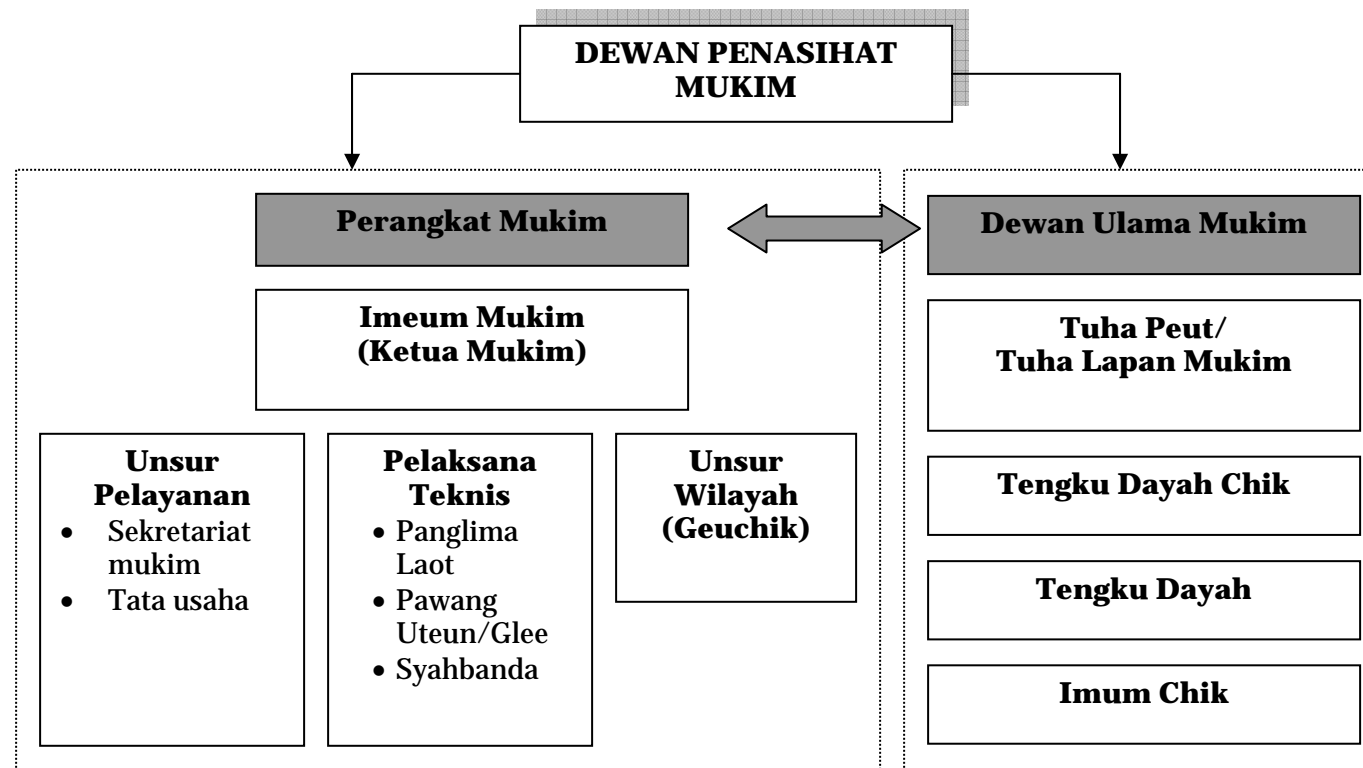 DEWAN PENASIHAT
MUKIM
Perangkat Mukim
Imeum Mukim
(Ketua Mukim)
Unsur
Pelayanan
• Sekretariat
mukim
• Tata usaha
Pelaksana
Teknis
• Panglima
Laot
• Pawang
Uteun/Glee
• Syahbanda
Unsur
Wilayah
(Geuchik)
Dewan Ulama Mukim
Tuha Peut/
Tuha Lapan Mukim
Tengku Dayah Chik
Tengku Dayah
Imum Chik